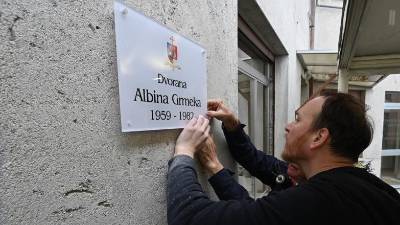 Dvorana
Albina Grmeka
1959 - 1982